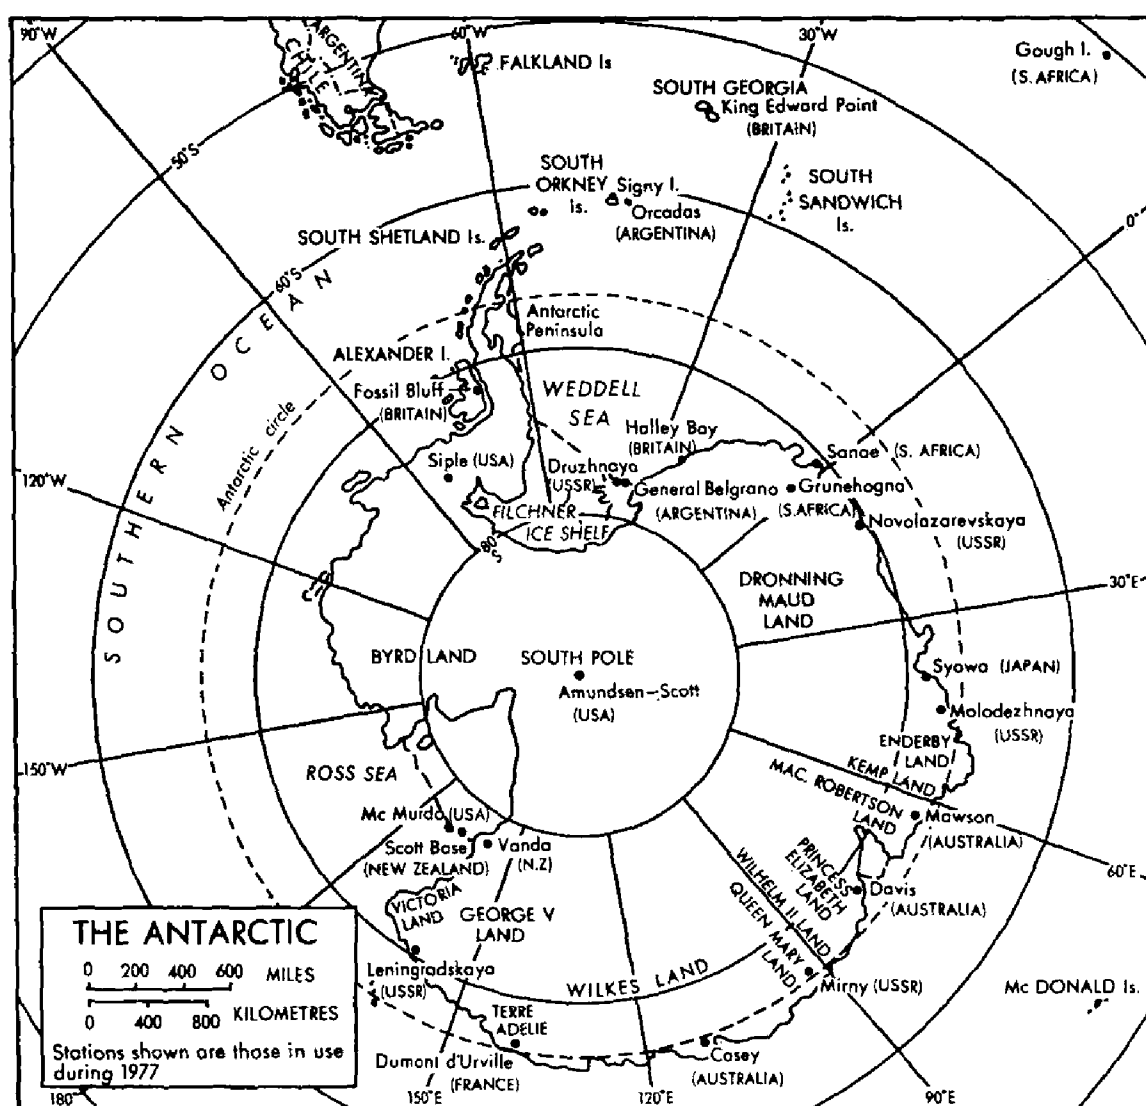 90°W
ARGENTINA
CHILE
60°W
FALKLAND Is
30°W
Gough I.
(S. AFRICA)
SOUTH GEORGIA
King Edward Point
(BRITAIN)
50°S
SOUTH
ORKNEY
Is.
Signy I.
Orcadas
(ARGENTINA)
SOUTH
SANDWICH
Is.
0°
SOUTH SHETLAND Is.
60°S
SOUTHERN OCEAN
Antarctic
Peninsula
ALEXANDER I.
Fossil Bluff
(BRITAIN)
WEDDELL
SEA
Antarctic circle
Halley Bay
(BRITAIN)
Sanae (S. AFRICA)
120°W
Siple (USA)
Druzhnaya
(USSR)
General Belgrano
(ARGENTINA)
Grunehogna
(S.AFRICA)
FILCHNER
ICE SHELF
Novolazarevskaya
(USSR)
80°S
DRONNING
MAUD
LAND
30°E
BYRD LAND
SOUTH POLE
Amundsen–Scott
(USA)
Syowa (JAPAN)
Molodezhnaya
(USSR)
ENDERBY
LAND
KEMP LAND
MAC. ROBERTSON
LAND
150°W
ROSS SEA
Mc Murdo (USA)
Scott Base
(NEW ZEALAND)
Vanda
(N.Z)
Mawson
(AUSTRALIA)
60°E
PRINCESS
ELIZABETH
LAND
Davis
(AUSTRALIA)
WILHELM II LAND
QUEEN MARY
LAND
VICTORIA
LAND
GEORGE V
LAND
Leningradskaya
(USSR)
WILKES LAND
Mirny (USSR)
Mc DONALD Is.
TERRE
ADELIE
Dumont d'Urville
(FRANCE)
Casey
(AUSTRALIA)
THE ANTARCTIC
0 200 400 600 MILES
0 400 800 KILOMETRES
Stations shown are those in use
during 1977
180°
150°E
120°E
90°E